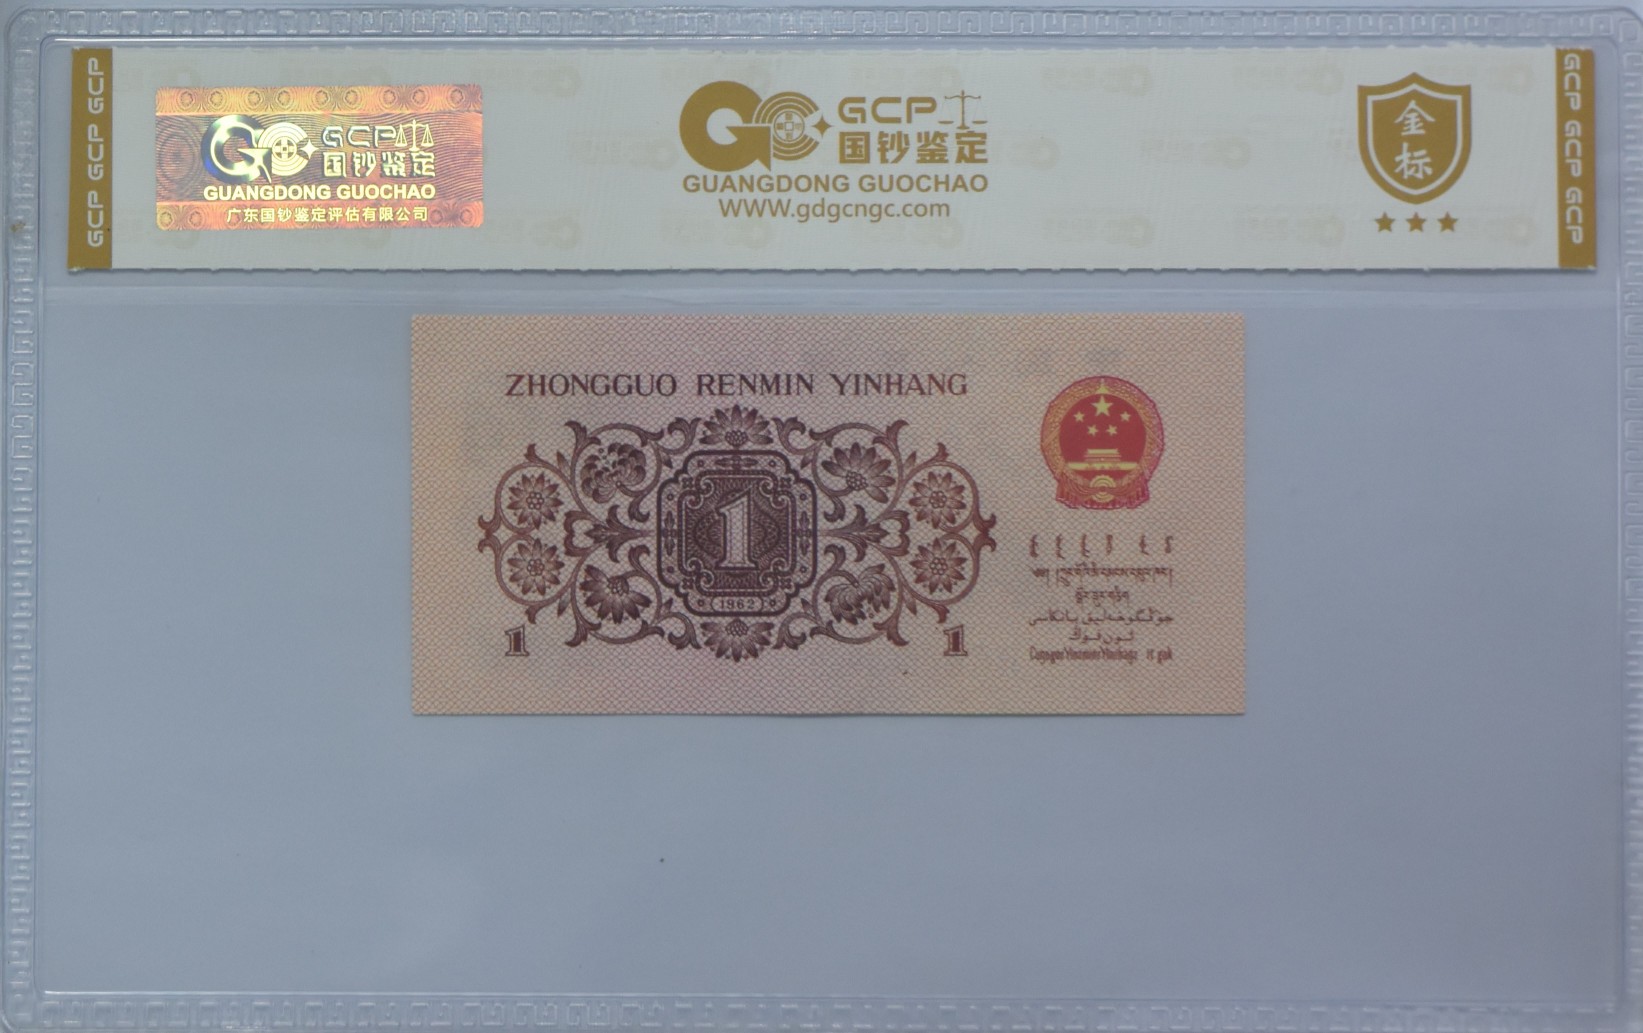 GCP GCP GCP
GCP 国钞鉴定
GUANGDONG GUOCHAO
广东国钞鉴定评估有限公司
GCP
国钞鉴定
GUANGDONG GUOCHAO
WWW.gdgcngc.com
金标
GCP GCP GCP
ZHONGGUO RENMIN YINHANG
1
1962
1
1